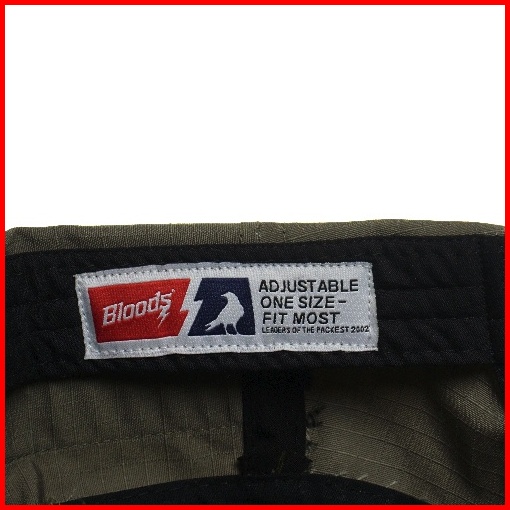 Bloods
ADJUSTABLE
ONE SIZE-
FIT MOST
LEADERS OF THE PACKEST 2002